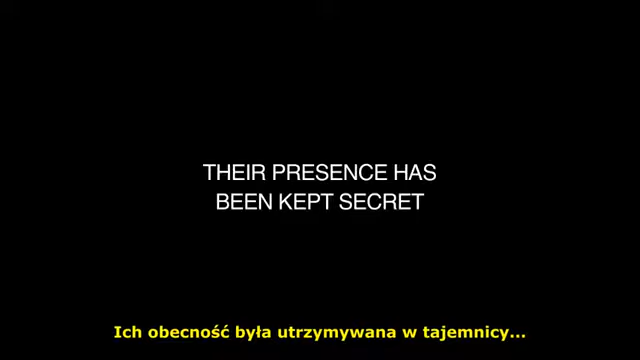 THEIR PRESENCE HAS
BEEN KEPT SECRET
Ich obecność była utrzymywana w tajemnicy...